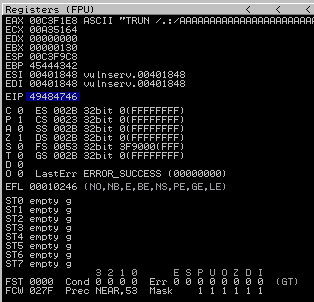 Registers (FPU) < < <
EAX 00C3F1E8 ASCII "TRUN /.:/AAAAAAAAAAAAAAAAAAAAA
ECX 00A35164
EDX 00000000
EBX 00000130
ESP 00C3F9C8
EBP 45444342
ESI 00401848 vulnserv.00401848
EDI 00401848 vulnserv.00401848
EIP 49484746
C 0 ES 002B 32bit 0(FFFFFFFF)
P 1 CS 0023 32bit 0(FFFFFFFF)
A 0 SS 002B 32bit 0(FFFFFFFF)
Z 1 DS 002B 32bit 0(FFFFFFFF)
S 0 FS 0053 32bit 3F9000(FFF)
T 0 GS 002B 32bit 0(FFFFFFFF)
D 0
O 0 LastErr ERROR_SUCCESS (00000000)
EFL 00010246 (NO,NB,E,BE,NS,PE,GE,LE)
ST0 empty g
ST1 empty g
ST2 empty g
ST3 empty g
ST4 empty g
ST5 empty g
ST6 empty g
ST7 empty g
3 2 1 0 E S P U O Z D I
FST 0000 Cond 0 0 0 0 Err 0 0 0 0 0 0 0 0 (GT)
FCW 027F Prec NEAR,53 Mask 1 1 1 1 1 1